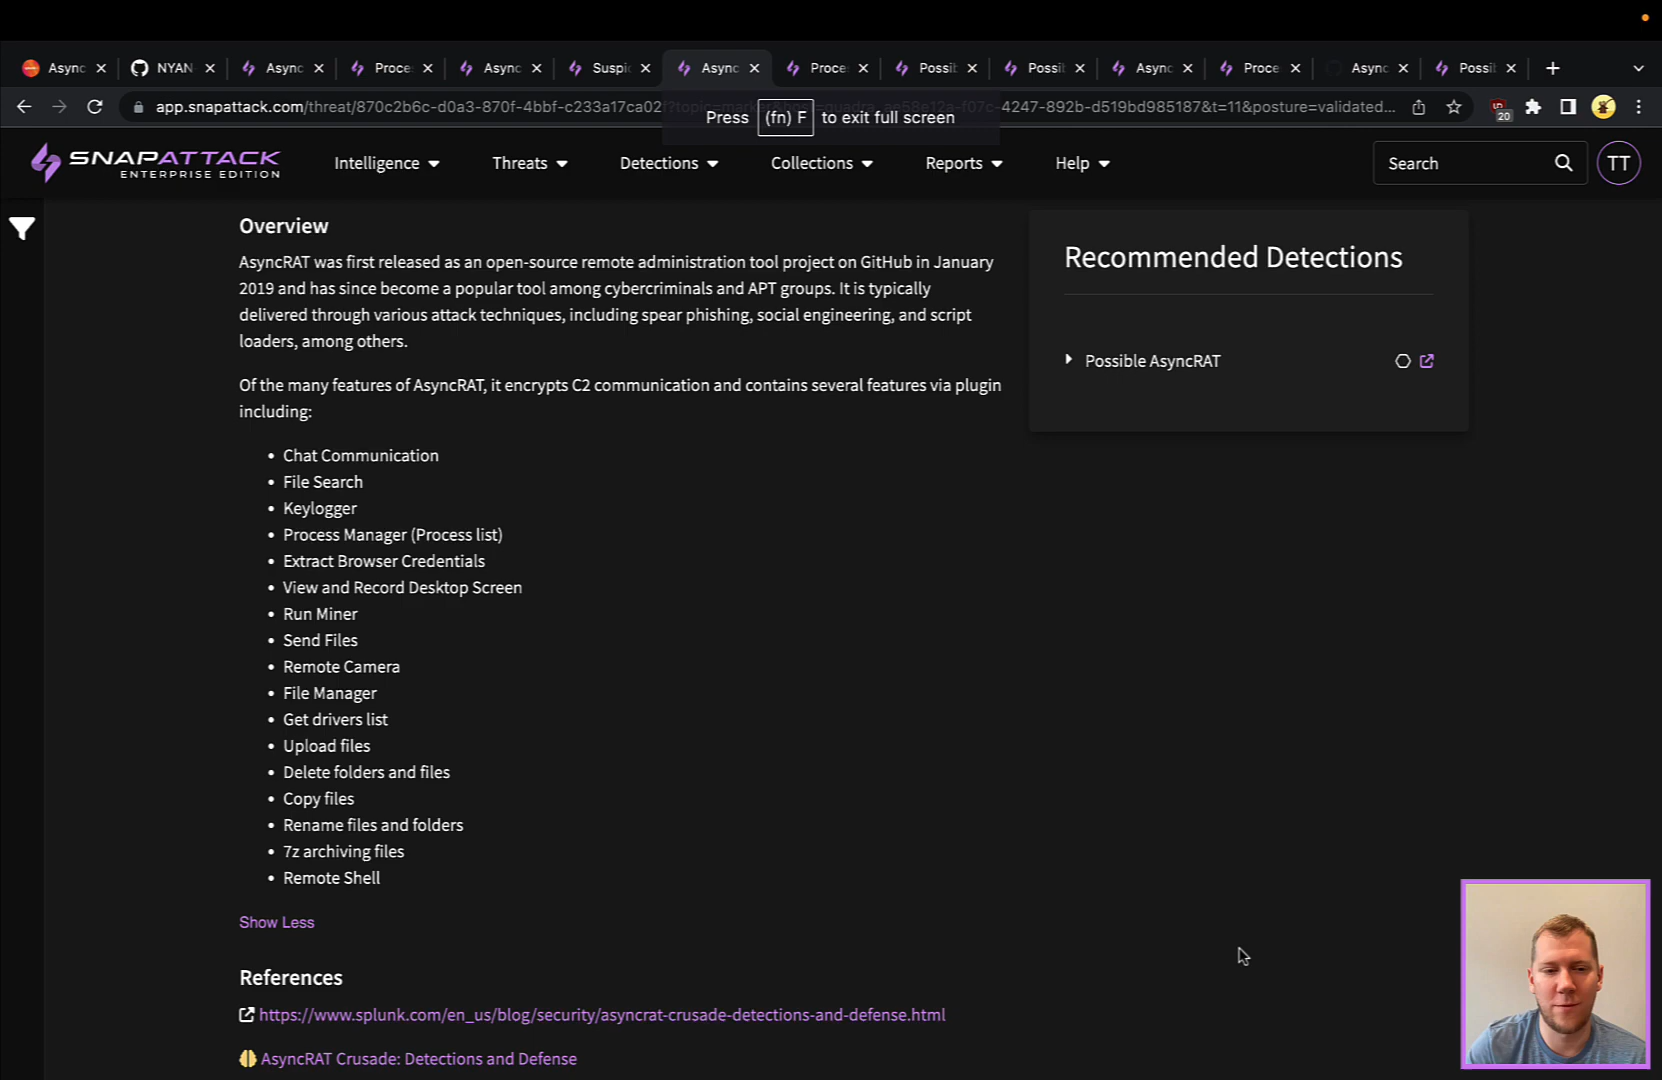 Async
NYAN
Async
Proce
Async
Suspic
Async
Proce
Possib
Possib
Async
Proce
Async
Possib
app.snapattack.com/threat/870c2b6c-d0a3-870f-4bbf-c233a17ca02f?topic=marker
4247-892b-d519bd985187&t=11&posture=validated...
20
Press (fn) F to exit full screen
SNAPATTACK
ENTERPRISE EDITION
Intelligence
Threats
Detections
Collections
Reports
Help
Search
TT
Overview
AsyncRAT was first released as an open-source remote administration tool project on GitHub in January
2019 and has since become a popular tool among cybercriminals and APT groups. It is typically
delivered through various attack techniques, including spear phishing, social engineering, and script
loaders, among others.
Of the many features of AsyncRAT, it encrypts C2 communication and contains several features via plugin
including:
• Chat Communication
• File Search
• Keylogger
• Process Manager (Process list)
• Extract Browser Credentials
• View and Record Desktop Screen
• Run Miner
• Send Files
• Remote Camera
• File Manager
• Get drivers list
• Upload files
• Delete folders and files
• Copy files
• Rename files and folders
• 7z archiving files
• Remote Shell
Show Less
References
https://www.splunk.com/en_us/blog/security/asyncrat-crusade-detections-and-defense.html
AsyncRAT Crusade: Detections and Defense
Recommended Detections
Possible AsyncRAT